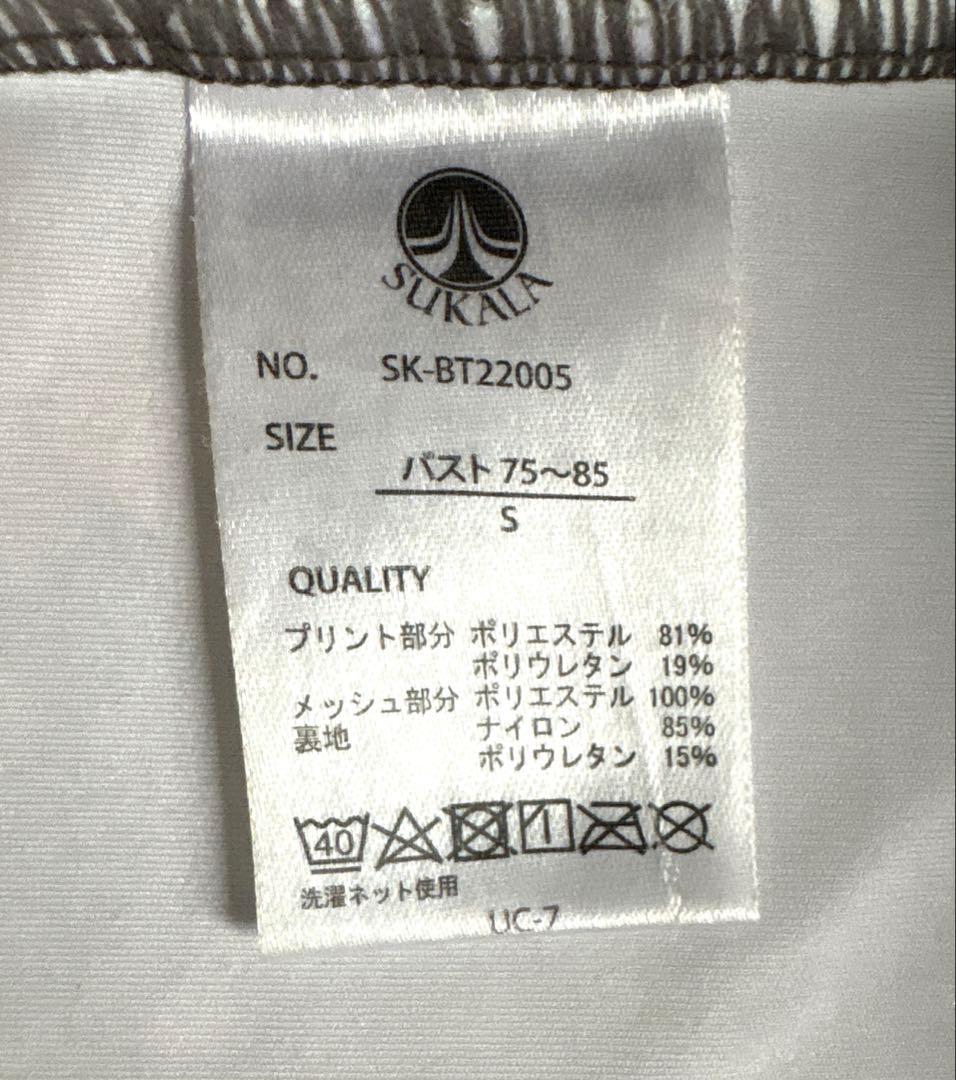 SUKALA
NO. SK-BT22005
SIZE
バスト 75～85
S
QUALITY
プリント部分 ポリエステル 81%
ポリウレタン 19%
メッシュ部分 ポリエステル 100%
裏地 ナイロン 85%
ポリウレタン 15%
40
洗濯ネット使用
UC-7